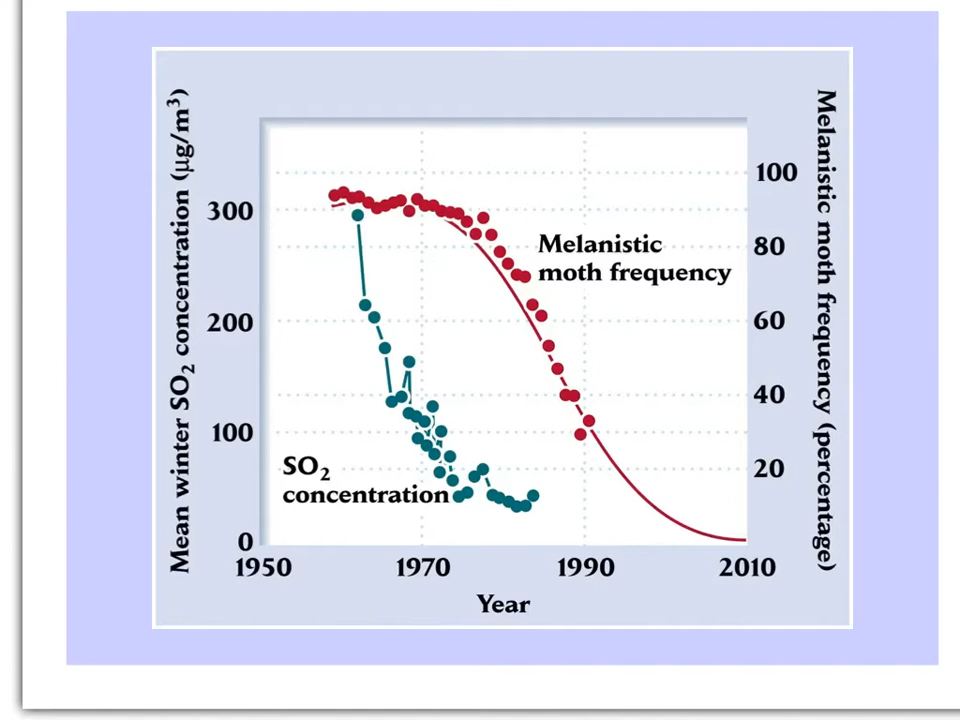 Mean winter SO₂ concentration (µg/m³)
300
200
100
0
Melanistic
moth frequency
SO₂
concentration
100
80
60
40
20
Melanistic moth frequency (percentage)
1950 1970 1990 2010
Year